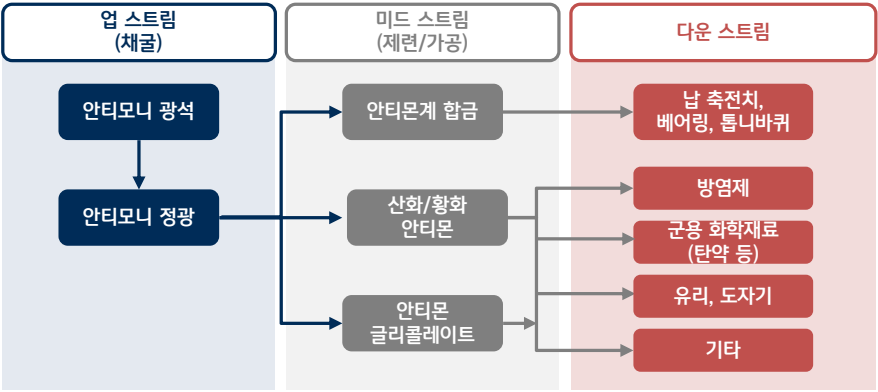 업 스트림
(채굴)
미드 스트림
(제련/가공)
다운 스트림
안티모니 광석
안티모니 정광
안티몬계 합금
산화/황화
안티몬
안티몬
글리콜레이트
납 축전치,
베어링, 톱니바퀴
방염제
군용 화학재료
(탄약 등)
유리, 도자기
기타